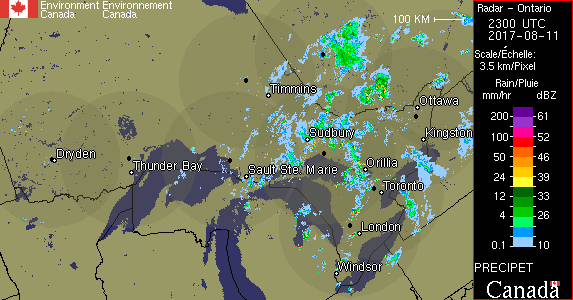 Environment Environnement
Canada Canada
100 KM
Timmins
Ottawa
Sudbury
Kingston
Dryden
Thunder Bay
Sault Ste. Marie
Orillia
Toronto
London
Windsor
Radar - Ontario
2300 UTC
2017-08-11
Scale/Échelle:
3.5 km/Pixel
Rain/Pluie
mm/hr dBZ
200 61
100 52
50 46
24 39
12 33
4 26
0.1 10
PRECIPET
Canada